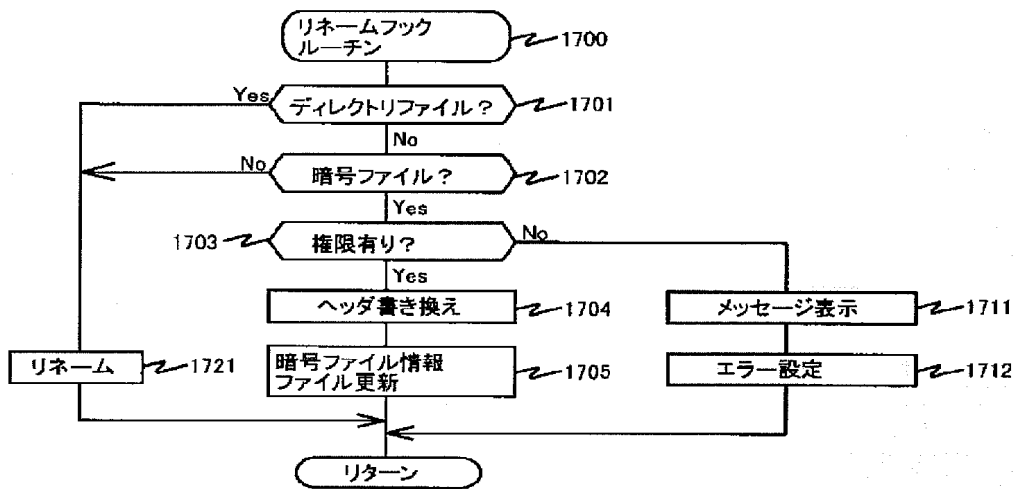 リネームフック
ルーチン
1700
Yes
ディレクトリファイル?
1701
No
No
暗号ファイル?
1702
Yes
1703
権限有り?
No
Yes
ヘッダ書き換え
1704
メッセージ表示
1711
リネーム
1721
暗号ファイル情報
ファイル更新
1705
エラー設定
1712
リターン